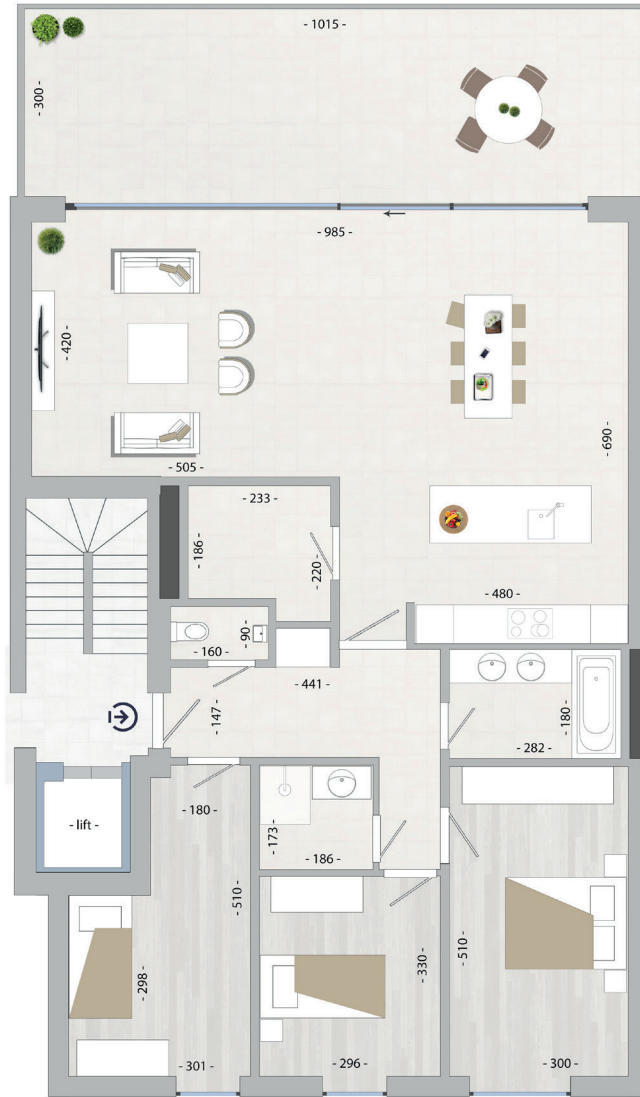 - 1015 -
- 300 -
- 985 -
- 420 -
- 690 -
- 505 -
- 233 -
- 186 -
- 220 -
- 480 -
- 90 -
- 160 -
- 441 -
- 147 -
- 180 -
- 282 -
- 180 -
- lift -
- 173 -
- 186 -
- 510 -
- 298 -
- 330 -
- 510 -
- 301 -
- 296 -
- 300 -